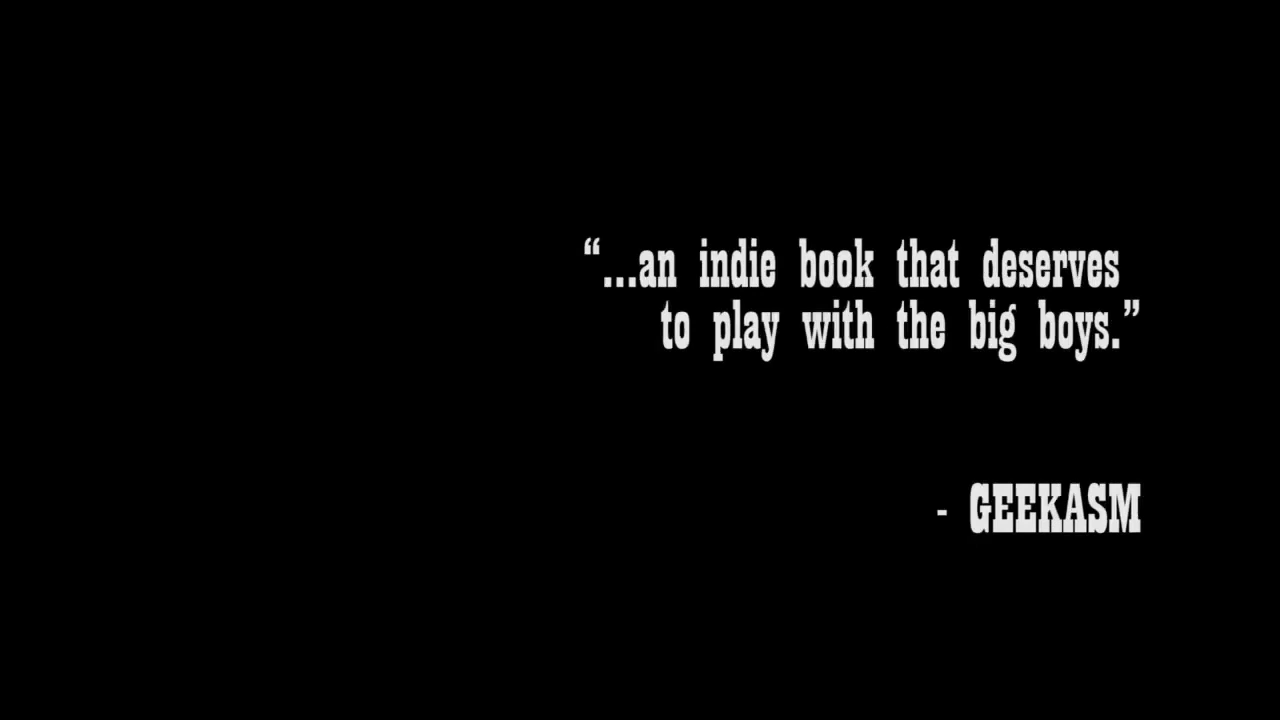 “...an indie book that deserves
to play with the big boys.”
- GEEKASM